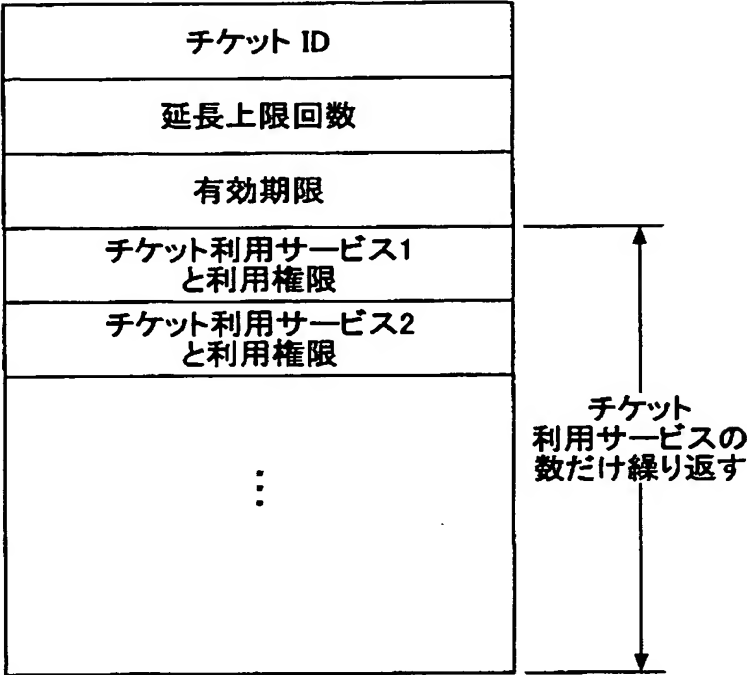 チケット ID
延長上限回数
有効期限
チケット利用サービス1
と利用権限
チケット利用サービス2
と利用権限
⋮
チケット
利用サービスの
数だけ繰り返す